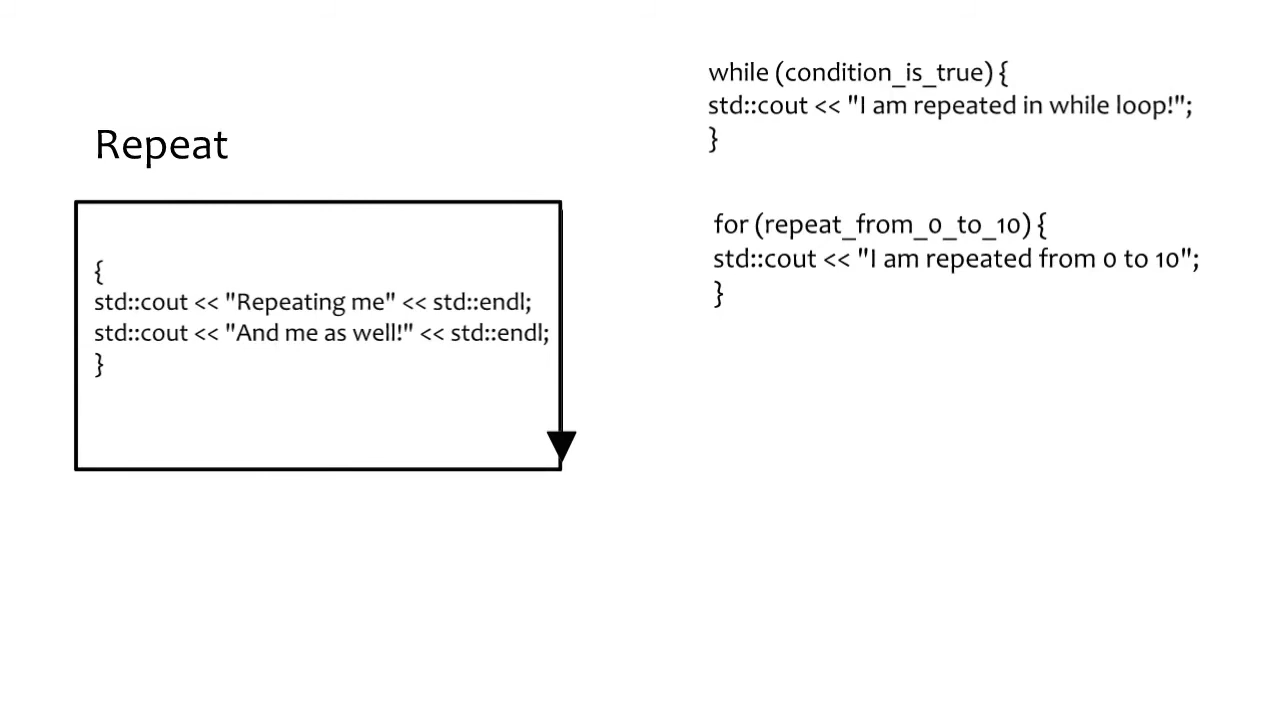 Repeat
{
std::cout << "Repeating me" << std::endl;
std::cout << "And me as well!" << std::endl;
}
while (condition_is_true) {
std::cout << "I am repeated in while loop!";
}
for (repeat_from_0_to_10) {
std::cout << "I am repeated from 0 to 10";
}